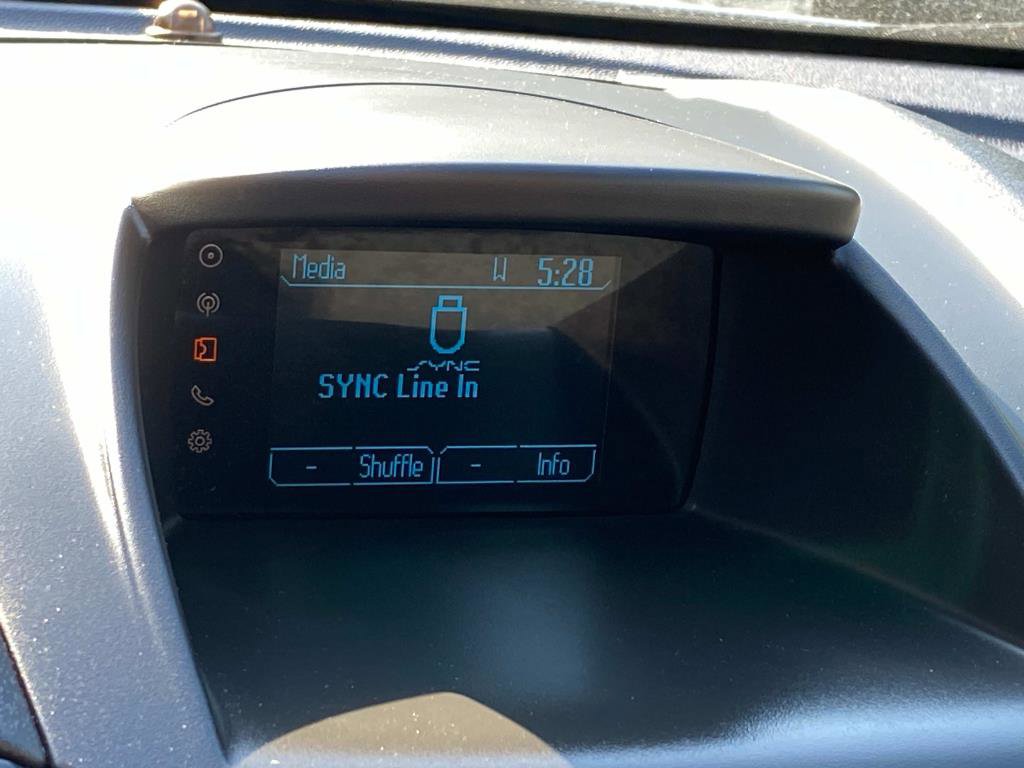 Media W 5:28
SYNC
SYNC Line In
- Shuffle - Info